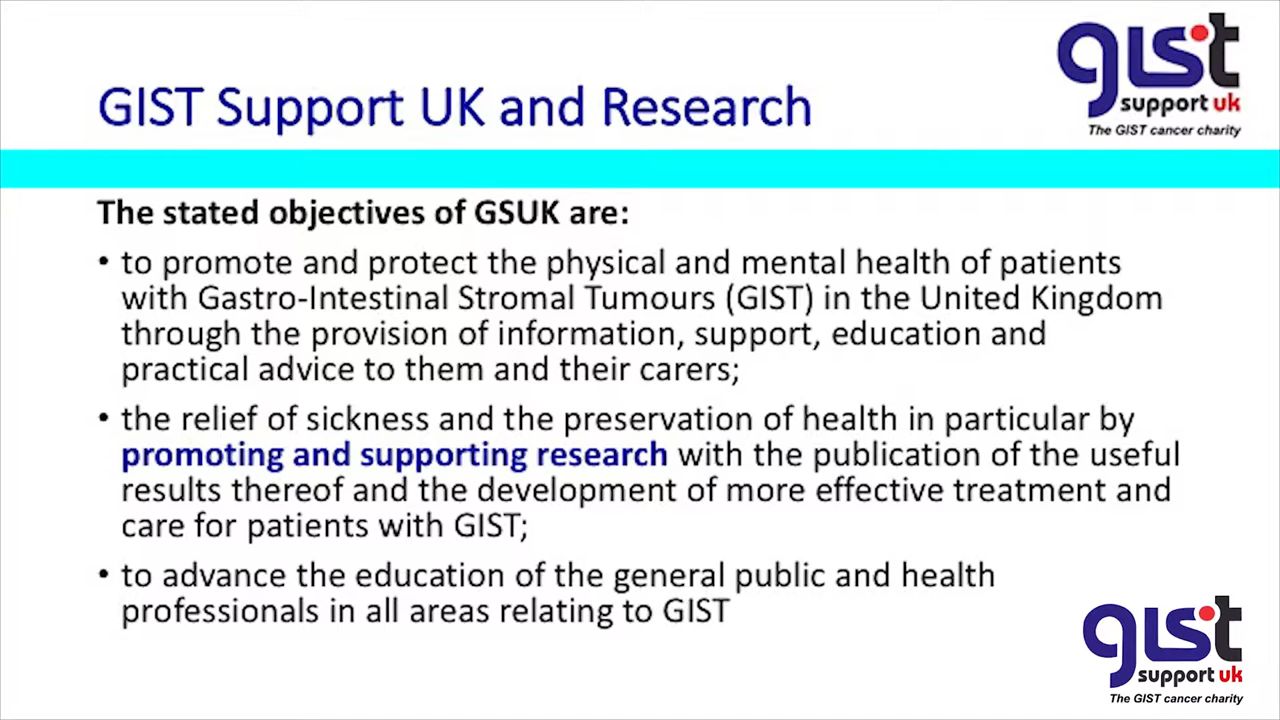 gist
support uk
The GIST cancer charity
GIST Support UK and Research
The stated objectives of GSUK are:
• to promote and protect the physical and mental health of patients
with Gastro-Intestinal Stromal Tumours (GIST) in the United Kingdom
through the provision of information, support, education and
practical advice to them and their carers;
• the relief of sickness and the preservation of health in particular by
promoting and supporting research with the publication of the useful
results thereof and the development of more effective treatment and
care for patients with GIST;
• to advance the education of the general public and health
professionals in all areas relating to GIST
gist
support uk
The GIST cancer charity